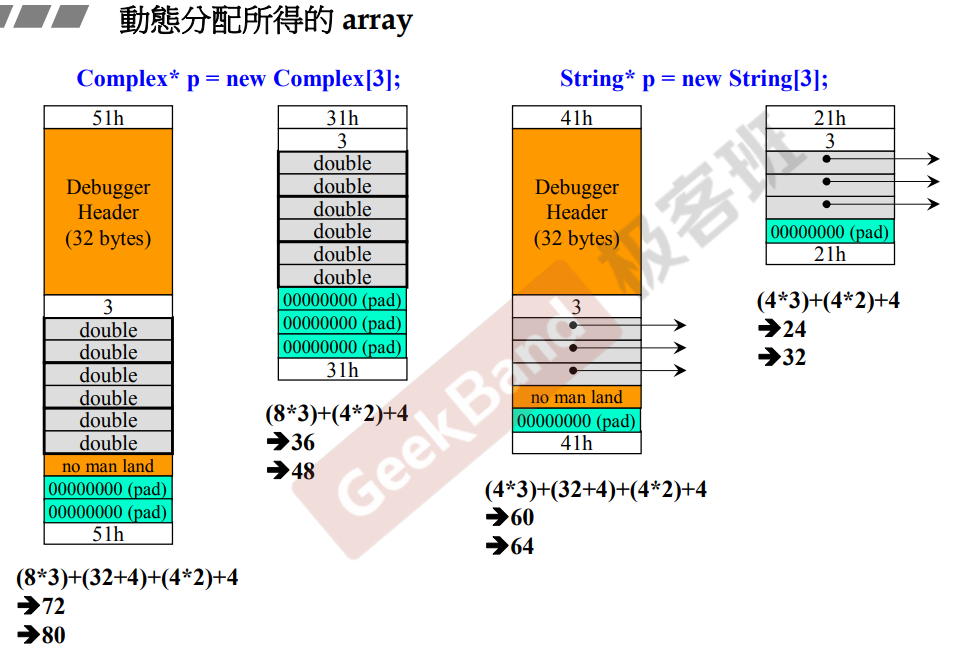 動態分配所得的 array
Complex* p = new Complex[3];
51h
Debugger
Header
(32 bytes)
3
double
double
double
double
double
double
no man land
00000000 (pad)
00000000 (pad)
51h
(8*3)+(32+4)+(4*2)+4
➔72
➔80
31h
3
double
double
double
double
double
double
00000000 (pad)
00000000 (pad)
00000000 (pad)
31h
(8*3)+(4*2)+4
➔36
➔48
String* p = new String[3];
41h
Debugger
Header
(32 bytes)
3
no man land
00000000 (pad)
41h
(4*3)+(32+4)+(4*2)+4
➔60
➔64
21h
3
00000000 (pad)
21h
(4*3)+(4*2)+4
➔24
➔32
GeekBand 极客班